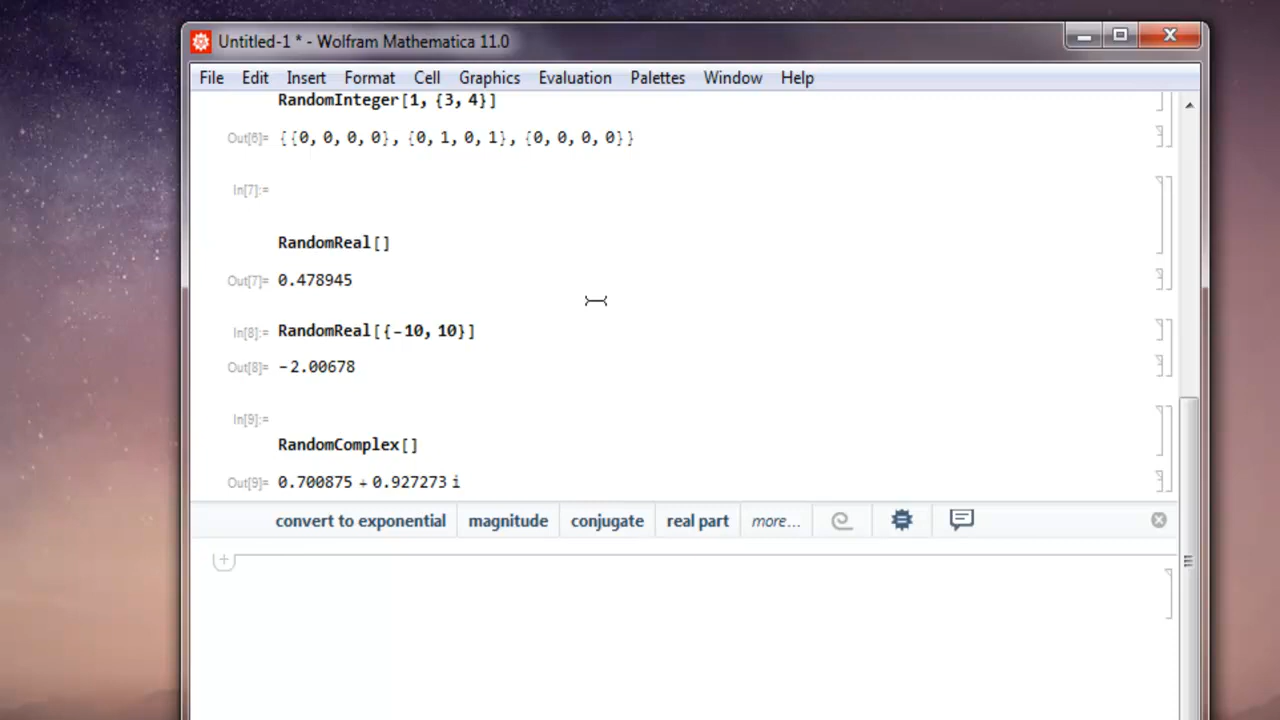 Untitled-1 * - Wolfram Mathematica 11.0
File Edit Insert Format Cell Graphics Evaluation Palettes Window Help
RandomInteger[1, {3, 4}]
Out[6]= {{0, 0, 0, 0}, {0, 1, 0, 1}, {0, 0, 0, 0}}
In[7]:=
RandomReal[]
Out[7]= 0.478945
In[8]:= RandomReal[{-10, 10}]
Out[8]= -2.00678
In[9]:=
RandomComplex[]
Out[9]= 0.700875 + 0.927273 i
convert to exponential magnitude conjugate real part more...